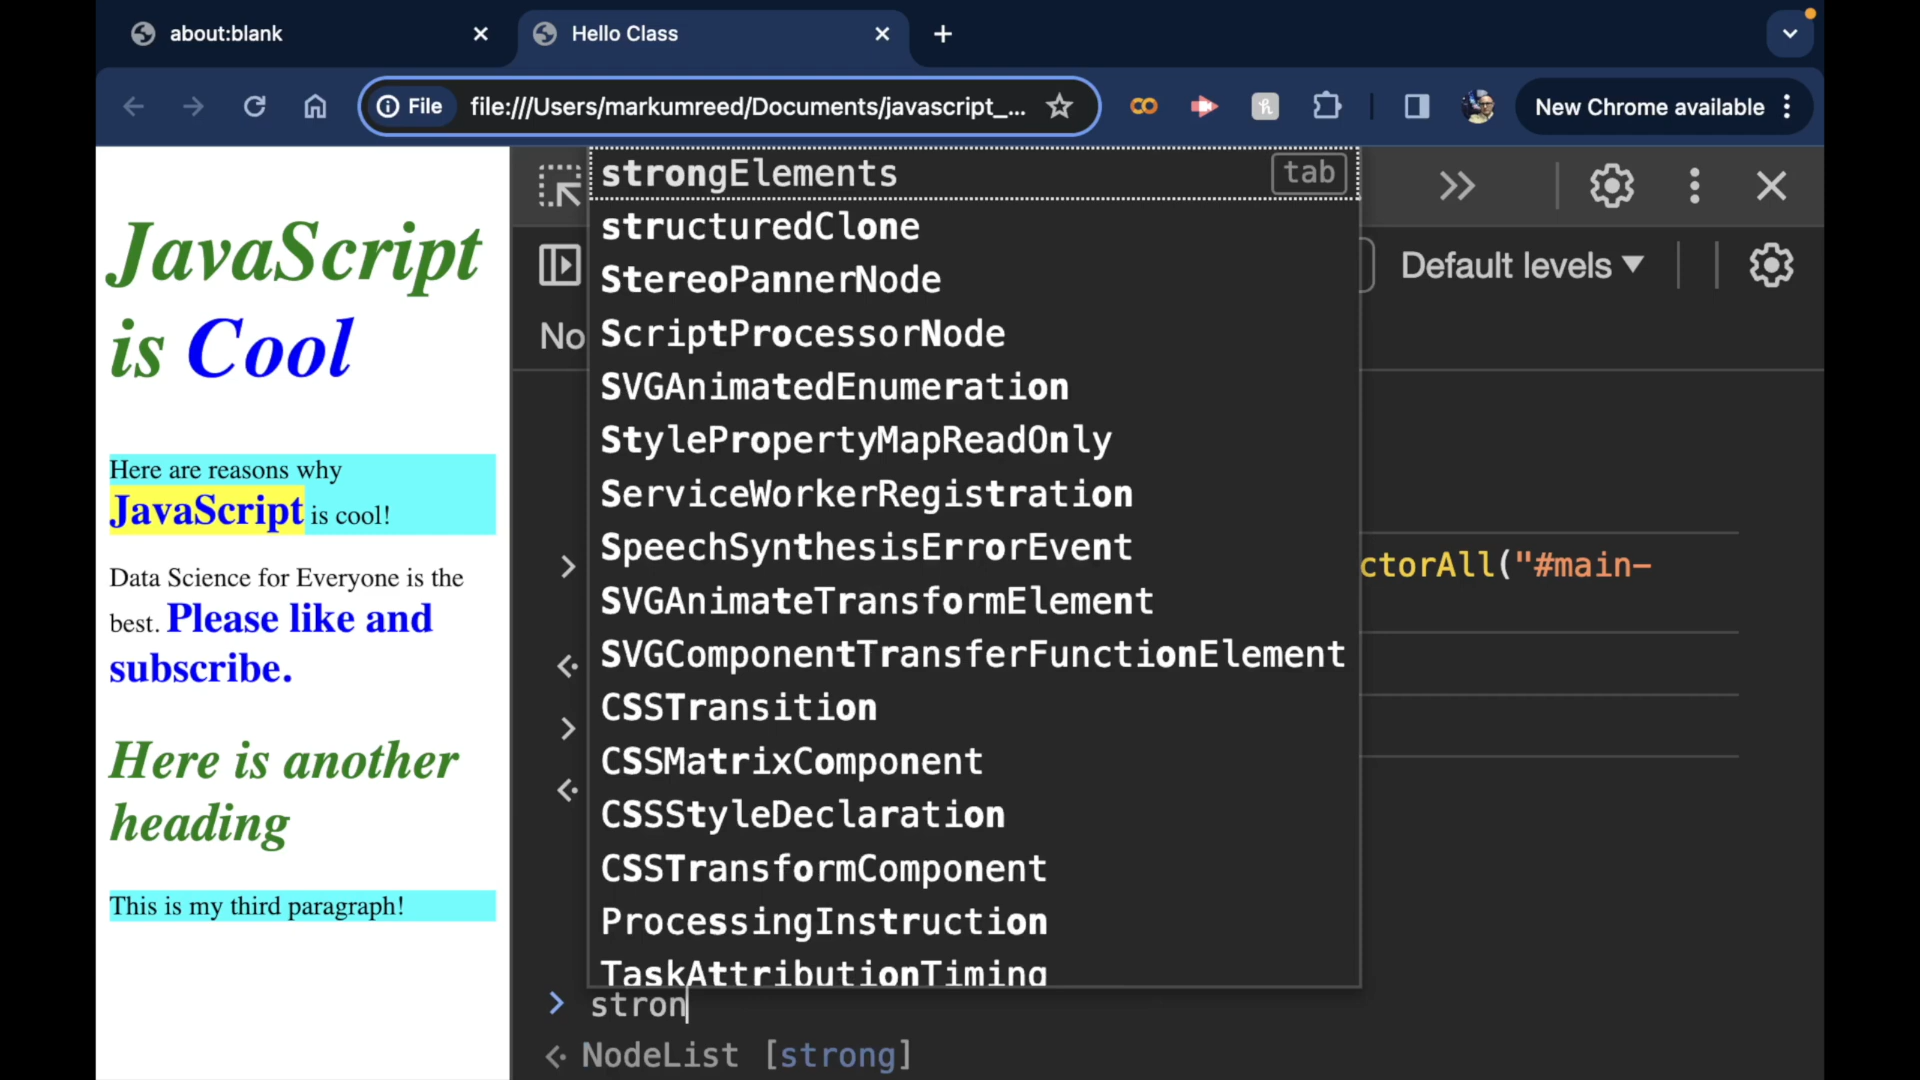 about:blank
Hello Class
File
file:///Users/markumreed/Documents/javascript_...
New Chrome available
JavaScript
is Cool
Here are reasons why
JavaScript is cool!
Data Science for Everyone is the
best. Please like and
subscribe.
Here is another
heading
This is my third paragraph!
strongElements
tab
structuredClone
StereoPannerNode
ScriptProcessorNode
SVGAnimatedEnumeration
StylePropertyMapReadOnly
ServiceWorkerRegistration
SpeechSynthesisErrorEvent
SVGAnimateTransformElement
SVGComponentTransferFunctionElement
CSSTransition
CSSMatrixComponent
CSSStyleDeclaration
CSSTransformComponent
ProcessingInstruction
TaskAttributionTiming
Default levels
No
ctorAll("#main-
stron
NodeList [strong]